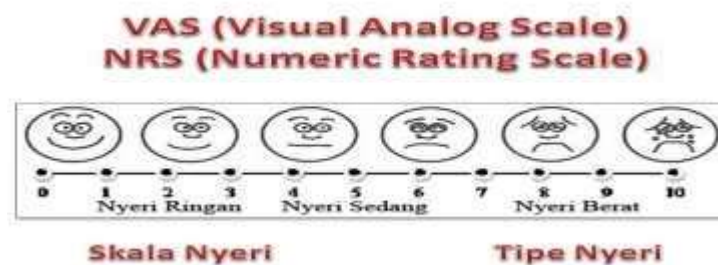 VAS (Visual Analog Scale)
NRS (Numeric Rating Scale)
0 1 2 3 4 5 6 7 8 9 10
Nyeri Ringan Nyeri Sedang Nyeri Berat
Skala Nyeri Tipe Nyeri